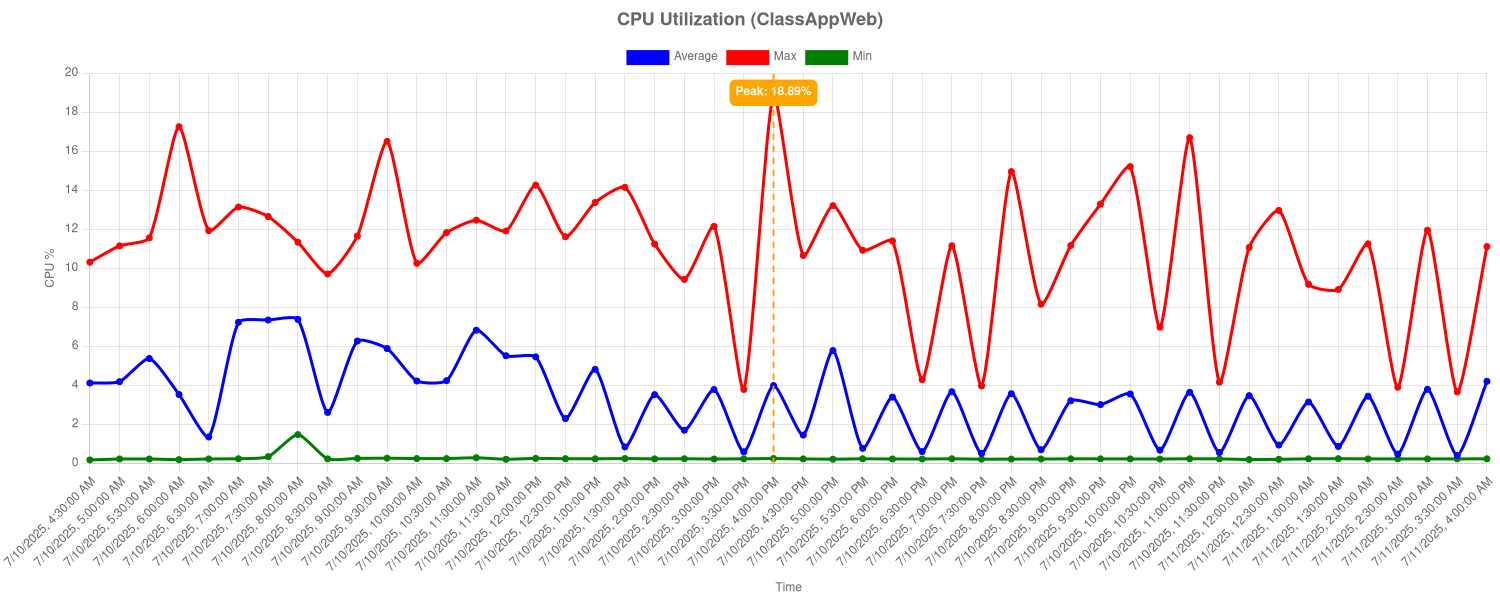 CPU Utilization (ClassAppWeb)
Average Max Min
Peak: 18.89%
20
18
16
14
12
10
8
6
4
2
0
CPU %
7/10/2025, 4:30:00 AM
7/10/2025, 5:00:00 AM
7/10/2025, 5:30:00 AM
7/10/2025, 6:00:00 AM
7/10/2025, 6:30:00 AM
7/10/2025, 7:00:00 AM
7/10/2025, 7:30:00 AM
7/10/2025, 8:00:00 AM
7/10/2025, 8:30:00 AM
7/10/2025, 9:00:00 AM
7/10/2025, 9:30:00 AM
7/10/2025, 10:00:00 AM
7/10/2025, 10:30:00 AM
7/10/2025, 11:00:00 AM
7/10/2025, 11:30:00 AM
7/10/2025, 12:00:00 PM
7/10/2025, 12:30:00 PM
7/10/2025, 1:00:00 PM
7/10/2025, 1:30:00 PM
7/10/2025, 2:00:00 PM
7/10/2025, 2:30:00 PM
7/10/2025, 3:00:00 PM
7/10/2025, 3:30:00 PM
7/10/2025, 4:00:00 PM
7/10/2025, 4:30:00 PM
7/10/2025, 5:00:00 PM
7/10/2025, 5:30:00 PM
7/10/2025, 6:00:00 PM
7/10/2025, 6:30:00 PM
7/10/2025, 7:00:00 PM
7/10/2025, 7:30:00 PM
7/10/2025, 8:00:00 PM
7/10/2025, 8:30:00 PM
7/10/2025, 9:00:00 PM
7/10/2025, 9:30:00 PM
7/10/2025, 10:00:00 PM
7/10/2025, 10:30:00 PM
7/10/2025, 11:00:00 PM
7/10/2025, 11:30:00 PM
7/11/2025, 12:00:00 AM
7/11/2025, 12:30:00 AM
7/11/2025, 1:00:00 AM
7/11/2025, 1:30:00 AM
7/11/2025, 2:00:00 AM
7/11/2025, 2:30:00 AM
7/11/2025, 3:00:00 AM
7/11/2025, 3:30:00 AM
7/11/2025, 4:00:00 AM
Time